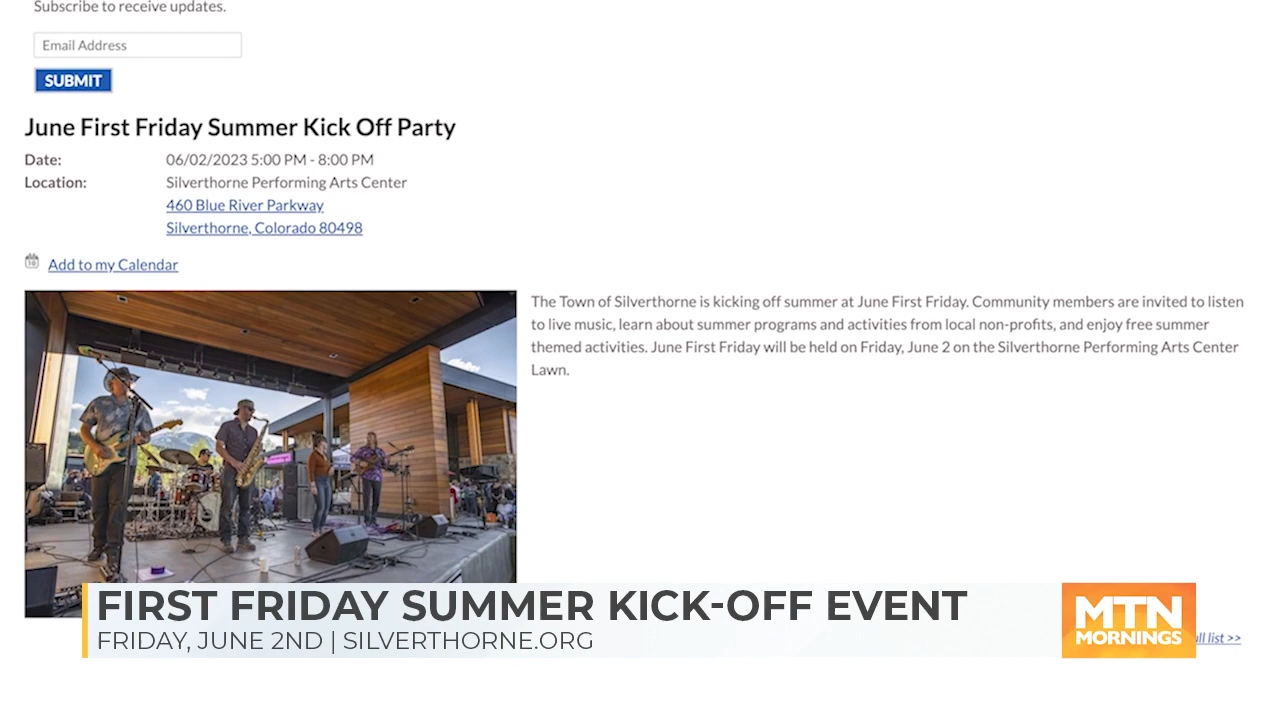 Subscribe to receive updates.
Email Address
SUBMIT
June First Friday Summer Kick Off Party
Date: 06/02/2023 5:00 PM - 8:00 PM
Location: Silverthorne Performing Arts Center
460 Blue River Parkway
Silverthorne, Colorado 80498
Add to my Calendar
The Town of Silverthorne is kicking off summer at June First Friday. Community members are invited to listen
to live music, learn about summer programs and activities from local non-profits, and enjoy free summer
themed activities. June First Friday will be held on Friday, June 2 on the Silverthorne Performing Arts Center
Lawn.
FIRST FRIDAY SUMMER KICK-OFF EVENT
FRIDAY, JUNE 2ND | SILVERTHORNE.ORG
MTN
MORNINGS
list >>